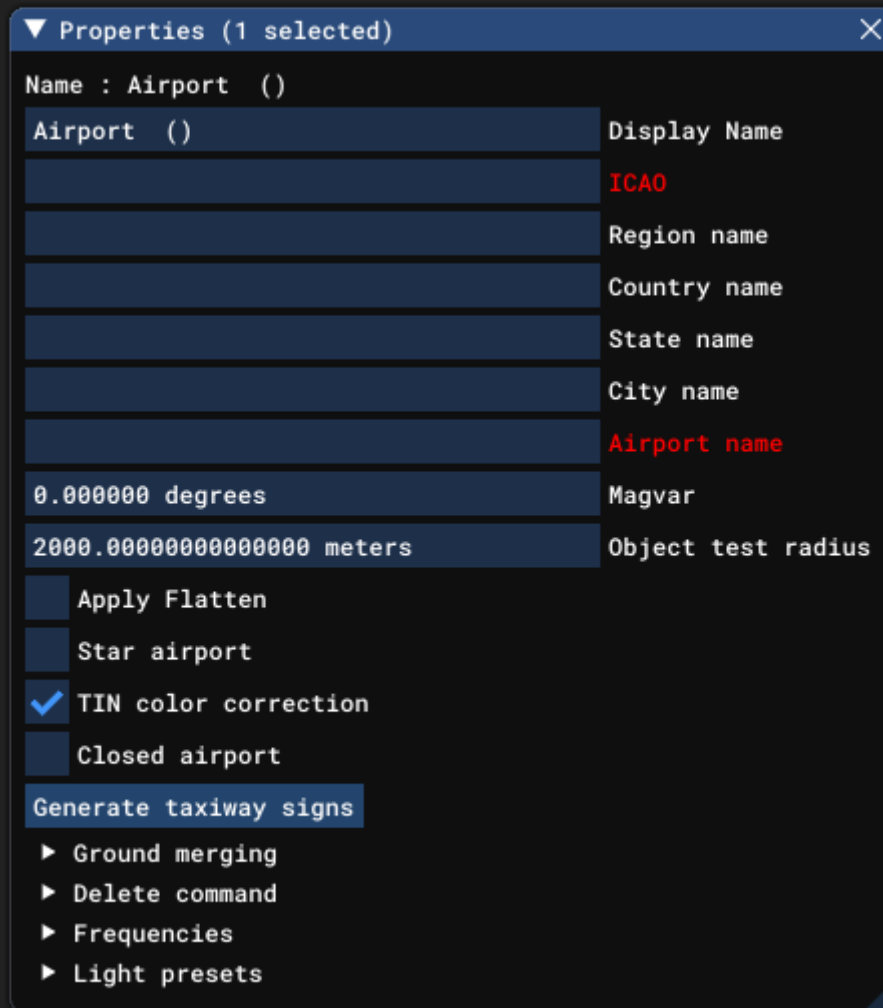 Properties (1 selected)
Name : Airport ()
Airport () Display Name
ICAO
Region name
Country name
State name
City name
Airport name
0.000000 degrees Magvar
2000.00000000000000 meters Object test radius
Apply Flatten
Star airport
TIN color correction
Closed airport
Generate taxiway signs
Ground merging
Delete command
Frequencies
Light presets